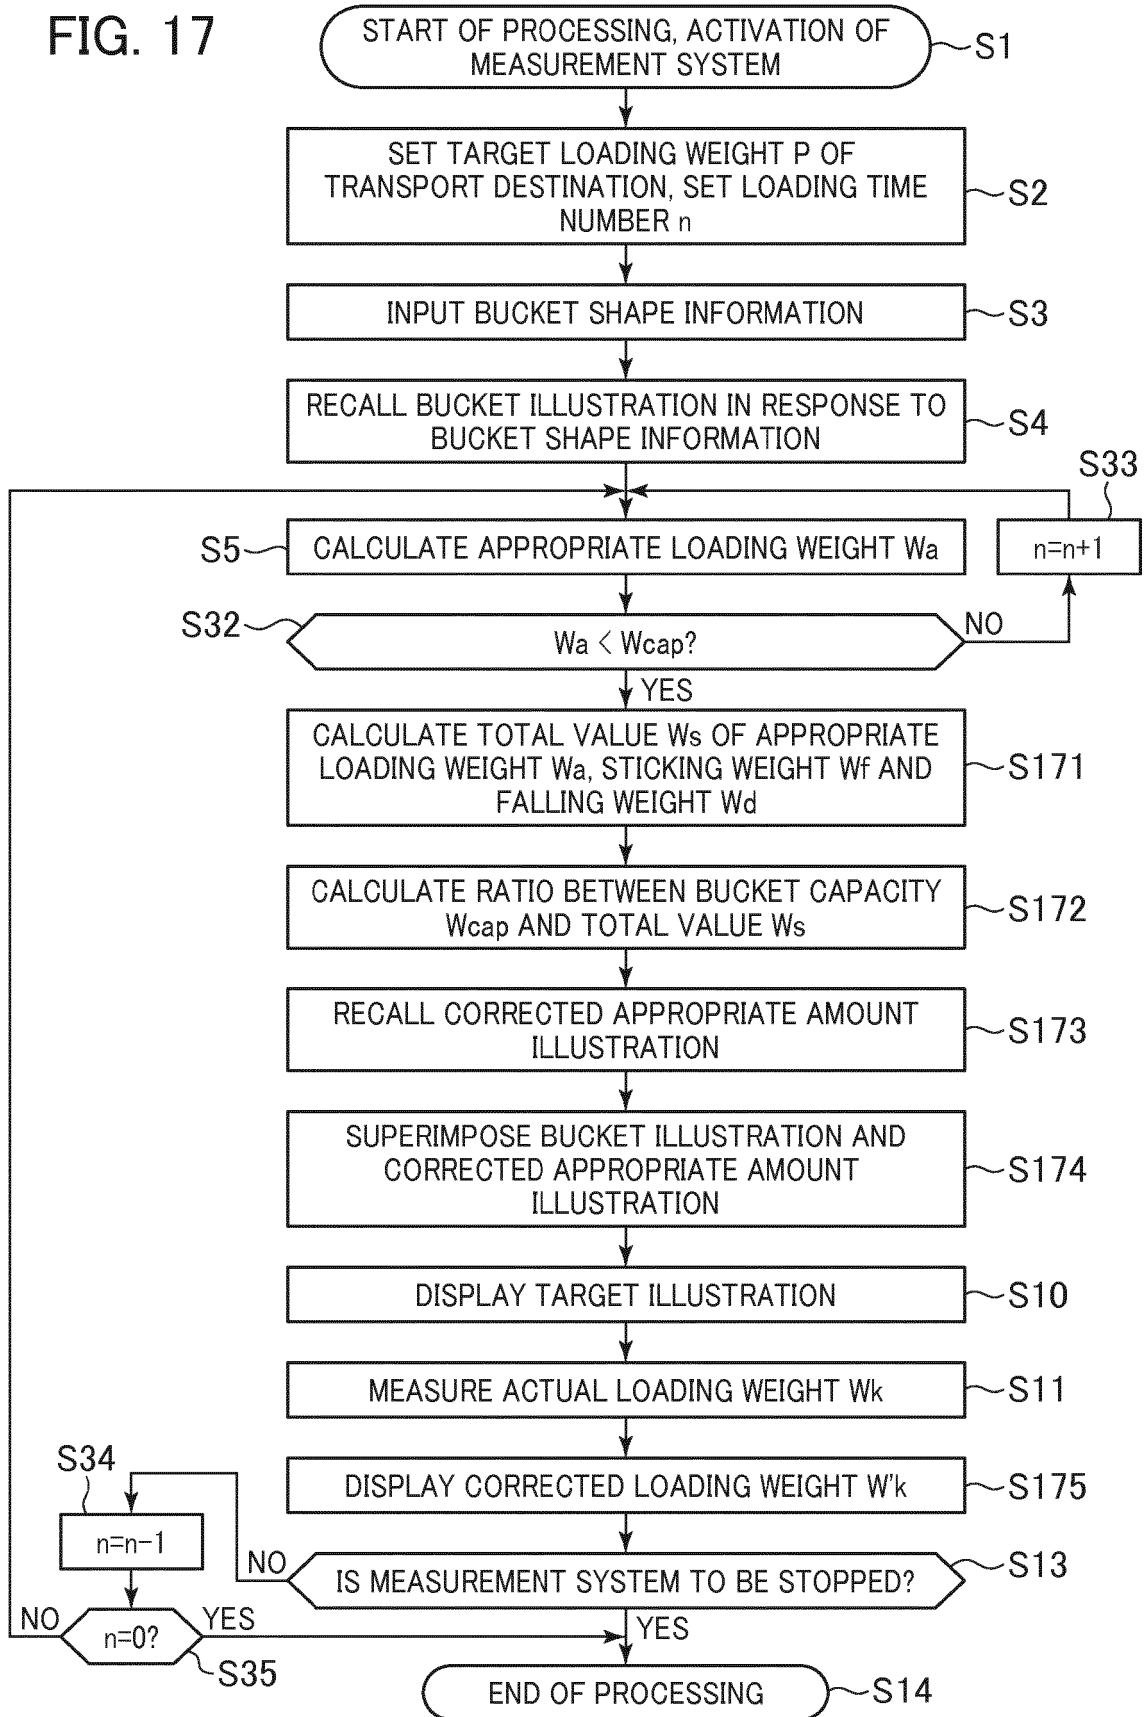 FIG. 17
START OF PROCESSING, ACTIVATION OF
MEASUREMENT SYSTEM
S1
SET TARGET LOADING WEIGHT P OF
TRANSPORT DESTINATION, SET LOADING TIME
NUMBER n
S2
INPUT BUCKET SHAPE INFORMATION
S3
RECALL BUCKET ILLUSTRATION IN RESPONSE TO
BUCKET SHAPE INFORMATION
S4
S33
n=n+1
S5
CALCULATE APPROPRIATE LOADING WEIGHT Wa
S32
Wa < Wcap?
NO
YES
CALCULATE TOTAL VALUE Ws OF APPROPRIATE
LOADING WEIGHT Wa, STICKING WEIGHT Wf AND
FALLING WEIGHT Wd
S171
CALCULATE RATIO BETWEEN BUCKET CAPACITY
Wcap AND TOTAL VALUE Ws
S172
RECALL CORRECTED APPROPRIATE AMOUNT
ILLUSTRATION
S173
SUPERIMPOSE BUCKET ILLUSTRATION AND
CORRECTED APPROPRIATE AMOUNT
ILLUSTRATION
S174
DISPLAY TARGET ILLUSTRATION
S10
MEASURE ACTUAL LOADING WEIGHT Wk
S11
DISPLAY CORRECTED LOADING WEIGHT W'k
S175
S34
n=n-1
NO
IS MEASUREMENT SYSTEM TO BE STOPPED?
S13
NO
n=0?
YES
S35
YES
END OF PROCESSING
S14